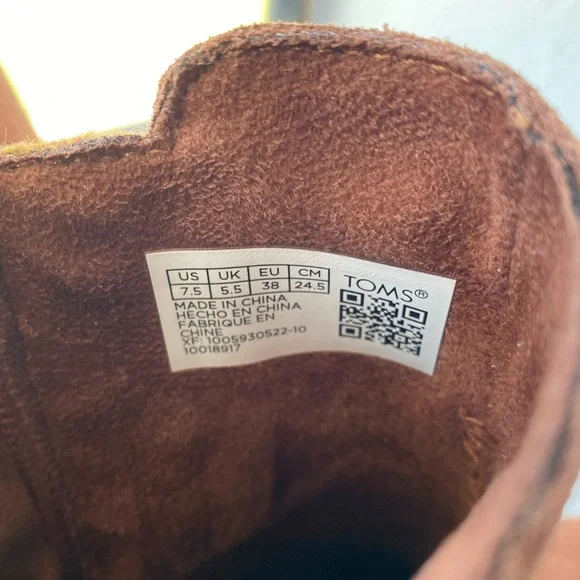 US UK EU CM
7.5 5.5 38 24.5
TOMS®
MADE IN CHINA
HECHO EN CHINA
FABRIQUE EN
CHINE
XF: 1005930522-10
10018917